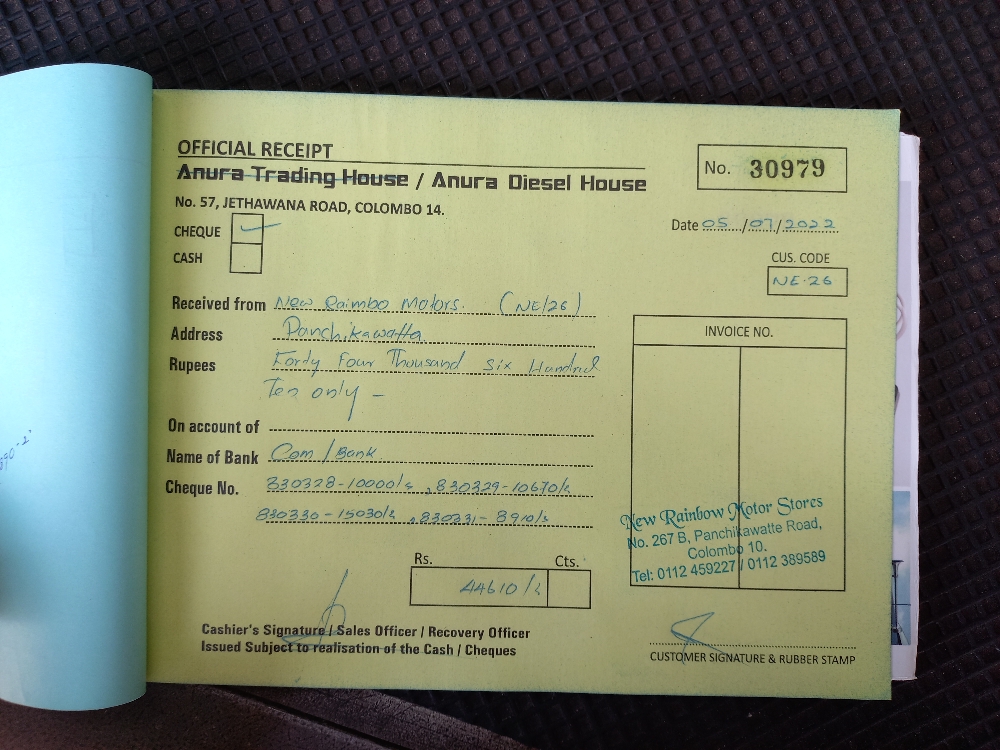 OFFICIAL RECEIPT
Anura Trading House / Anura Diesel House
No. 57, JETHAWANA ROAD, COLOMBO 14.
No. 30979
Date 05/07/2022
CHEQUE ✓
CASH
CUS. CODE
NE-26
Received from New Raimbo Motors. (NE/26)
Address Panchikawatta
Rupees Forty Four Thousand Six Hundred
Ten only -
On account of
Name of Bank Com / Bank
Cheque No. 830328-10000/s, 830329-10670/s
830330-15030/s, 830331-8910/s
INVOICE NO.
New Rainbow Motor Stores
No. 267 B, Panchikawatte Road,
Colombo 10.
Tel: 0112 459227 / 0112 389589
Rs. Cts.
44610/s
Cashier's Signature / Sales Officer / Recovery Officer
Issued Subject to realisation of the Cash / Cheques
CUSTOMER SIGNATURE & RUBBER STAMP